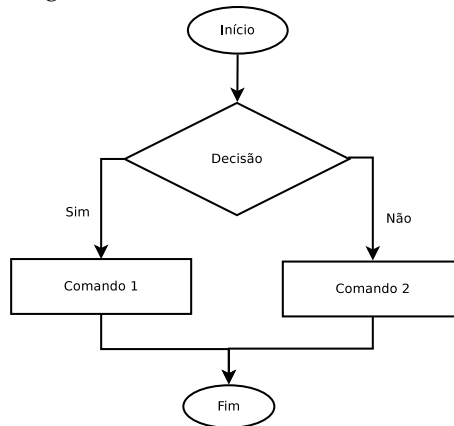 Início
Decisão
Sim
Não
Comando 1
Comando 2
Fim